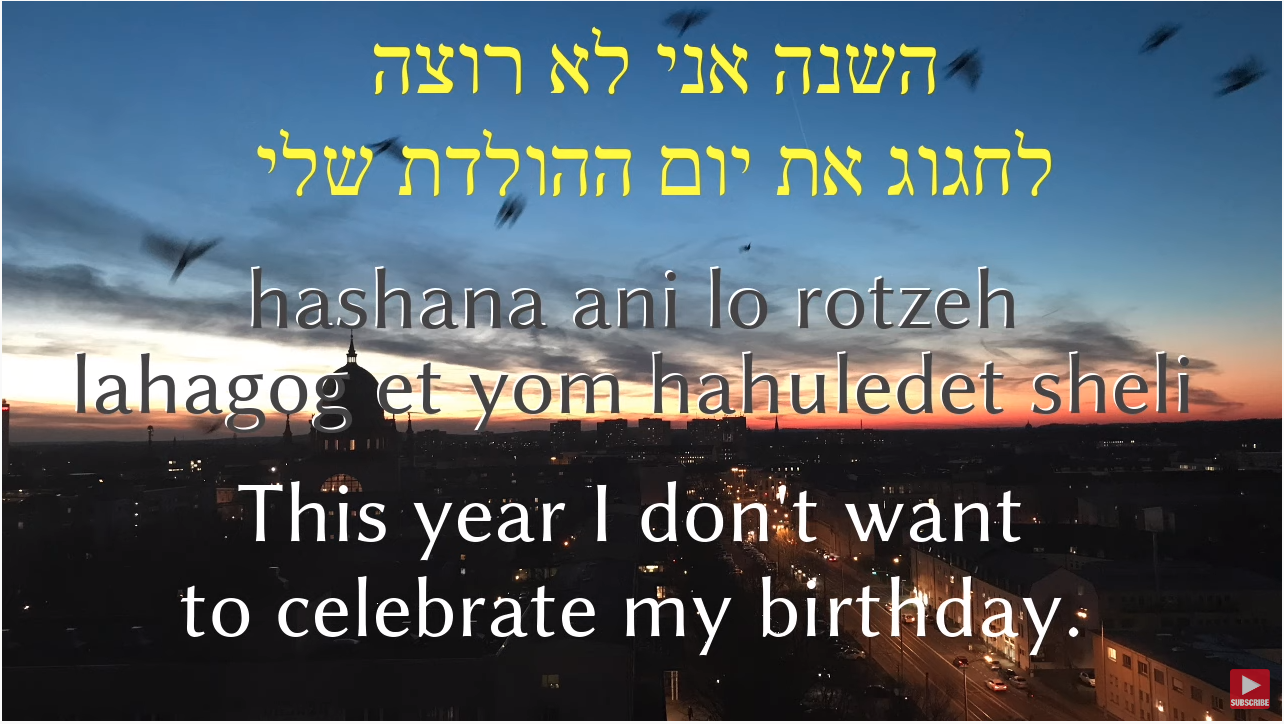 השנה אני לא רוצה
לחגוג את יום ההולדת שלי
hashana ani lo rotzeh
lahagog et yom hahuledet sheli
This year I don't want
to celebrate my birthday.
SUBSCRIBE